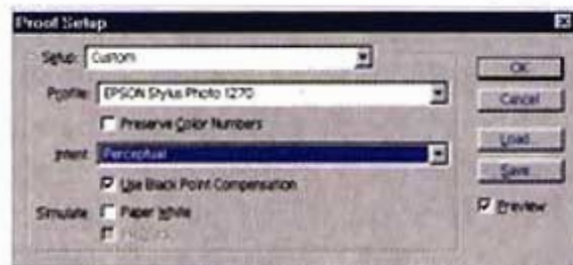 Proof Setup
Setup: Custom
Profile: EPSON Stylus Photo 1270
Preserve Color Numbers
Intent: Perceptual
Use Black Point Compensation
Simulate: Paper White
OK
Cancel
Load...
Save...
Preview